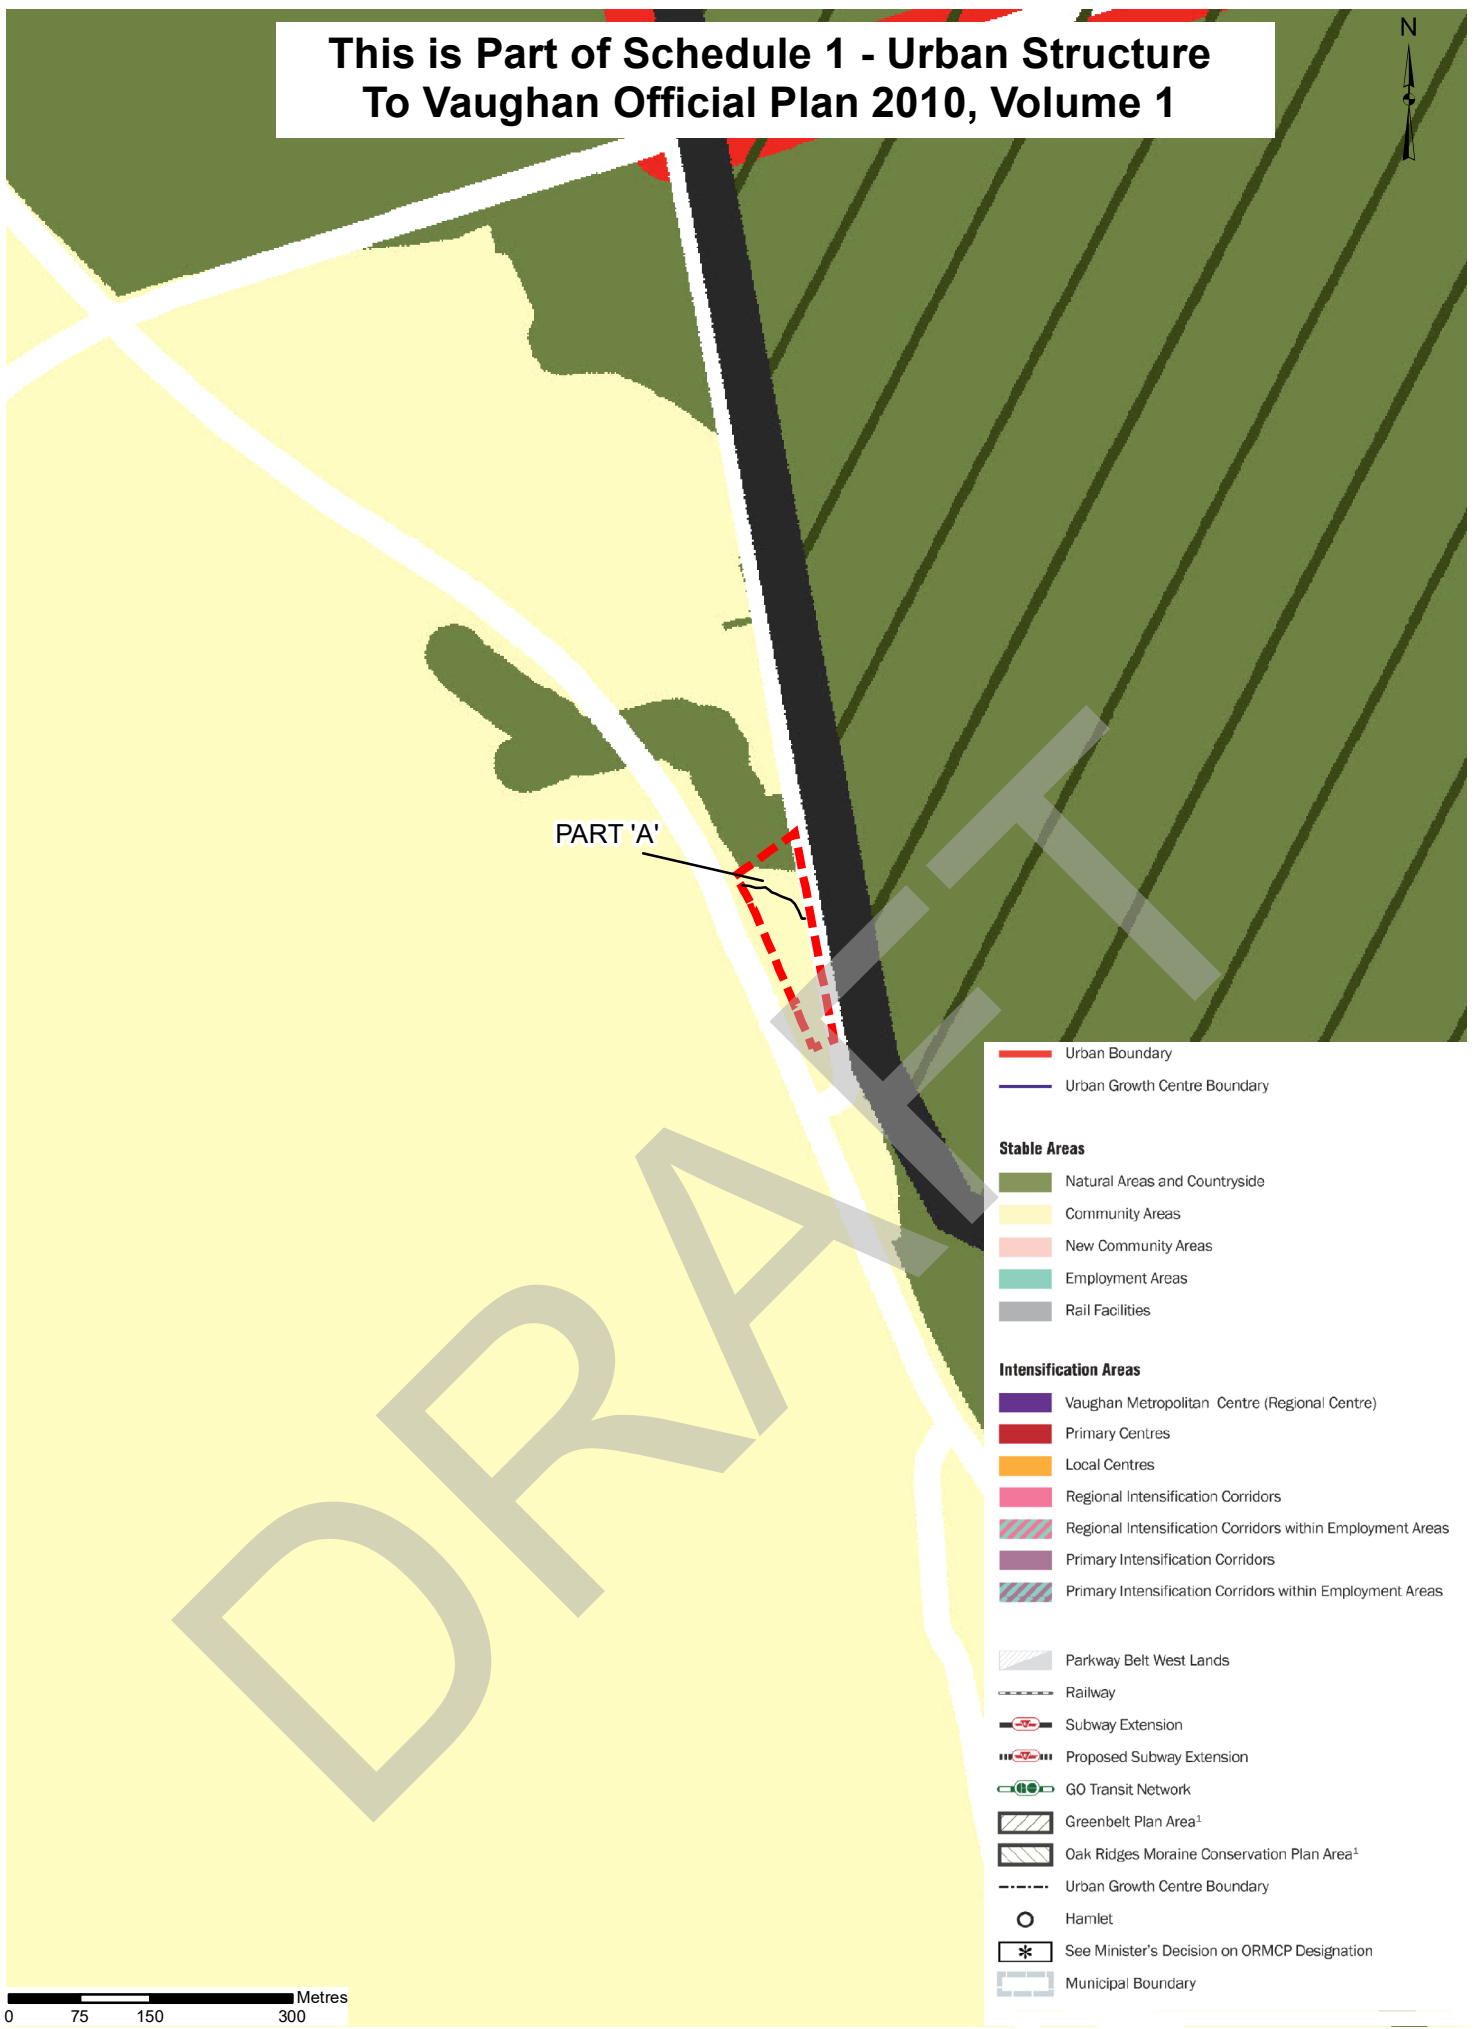 This is Part of Schedule 1 - Urban Structure
To Vaughan Official Plan 2010, Volume 1
N
PART 'A'
DRAFT
Urban Boundary
Urban Growth Centre Boundary
Stable Areas
Natural Areas and Countryside
Community Areas
New Community Areas
Employment Areas
Rail Facilities
Intensification Areas
Vaughan Metropolitan Centre (Regional Centre)
Primary Centres
Local Centres
Regional Intensification Corridors
Regional Intensification Corridors within Employment Areas
Primary Intensification Corridors
Primary Intensification Corridors within Employment Areas
Parkway Belt West Lands
Railway
Subway Extension
Proposed Subway Extension
GO GO Transit Network
Greenbelt Plan Area¹
Oak Ridges Moraine Conservation Plan Area¹
Urban Growth Centre Boundary
Hamlet
* See Minister's Decision on ORMCP Designation
Municipal Boundary
Metres
0 75 150 300